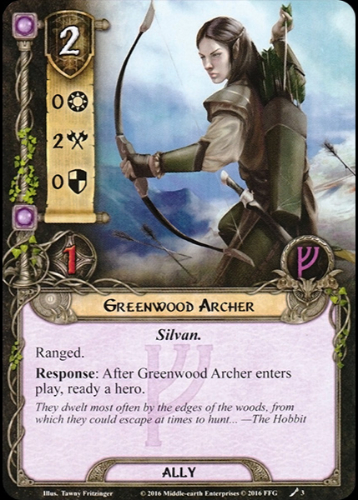 2
0
2
0
1
GREENWOOD ARCHER
Silvan.
Ranged.
Response: After Greenwood Archer enters
play, ready a hero.
They dwelt most often by the edges of the woods, from
which they could escape at times to hunt... —The Hobbit
ALLY
Illus. Tawny Fritzinger © 2016 Middle-earth Enterprises © 2016 FFG 3